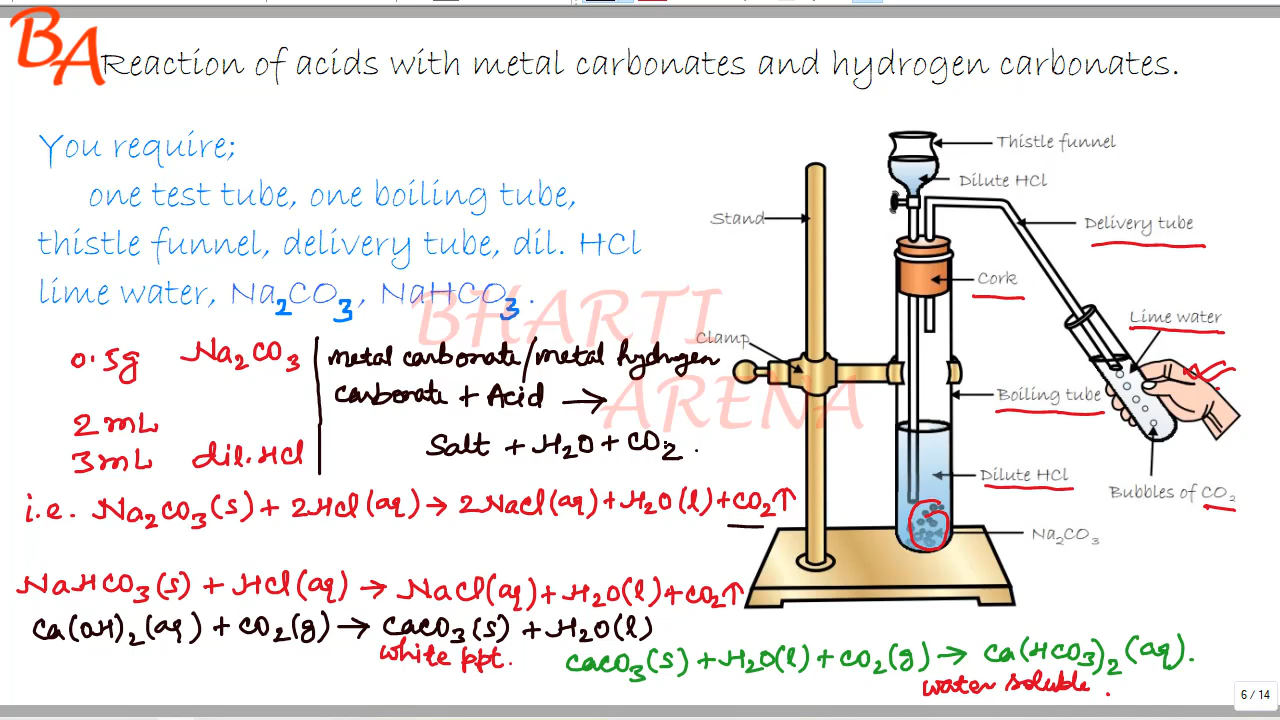 BA
Reaction of acids with metal carbonates and hydrogen carbonates.
You require;
one test tube, one boiling tube,
thistle funnel, delivery tube, dil. HCl
lime water, Na2CO3, NaHCO3.
BHARTI
ARENA
0.5g Na2CO3
2 mL
3 mL dil. HCl
metal carbonate/metal hydrogen
carbonate + Acid →
Salt + H2O + CO2.
i.e. Na2CO3(s) + 2HCl(aq) → 2NaCl(aq) + H2O(l) + CO2↑
NaHCO3(s) + HCl(aq) → NaCl(aq) + H2O(l) + CO2↑
Ca(OH)2(aq) + CO2(g) → CaCO3(s) + H2O(l)
white ppt.
CaCO3(s) + H2O(l) + CO2(g) → Ca(HCO3)2(aq).
water soluble.
Thistle funnel
Dilute HCl
Stand
Delivery tube
Cork
Lime water
Clamp
Boiling tube
Dilute HCl
Bubbles of CO2
Na2CO3
6 / 14